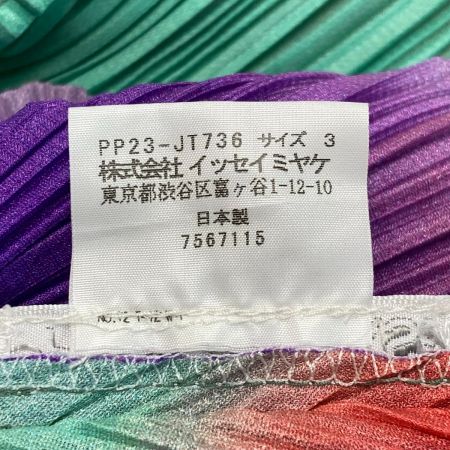 PP23-JT736 サイズ 3
株式会社 イッセイミヤケ
東京都渋谷区富ヶ谷1-12-10
日本製
7567115